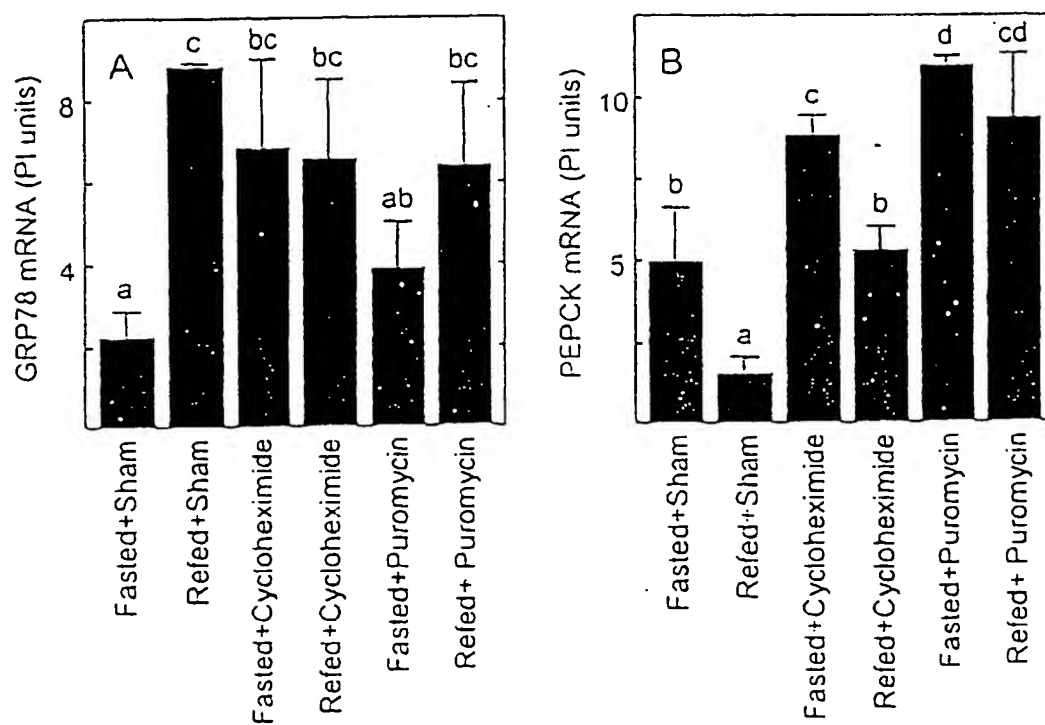 A
GRP78 mRNA (PI units)
8
4
a
c
bc
bc
ab
bc
Fasted+Sham
Refed+Sham
Fasted+Cycloheximide
Refed+Cycloheximide
Fasted+Puromycin
Refed+ Puromycin
B
PEPCK mRNA (PI units)
10
5
b
a
c
b
d
cd
Fasted+Sham
Refed+Sham
Fasted+Cycloheximide
Refed+Cycloheximide
Fasted+Puromycin
Refed+ Puromycin